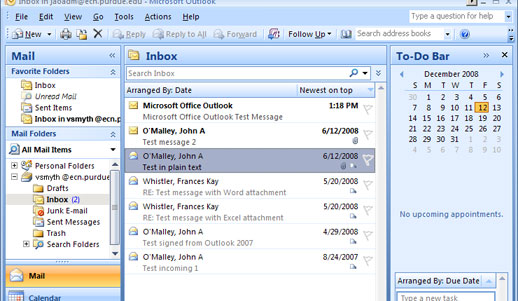 Inbox in jaoadm@ecn.purdue.edu - Microsoft Outlook
File Edit View Go Tools Actions Help
Type a question for help
New Reply Reply to All Forward Follow Up Search address books
Mail
Favorite Folders
Inbox
Unread Mail
Sent Items
Inbox in vsmyth @ecn.p
Mail Folders
All Mail Items
Personal Folders
vsmyth @ecn.purdue
Drafts
Inbox (2)
Junk E-mail
Sent Messages
Trash
Search Folders
Mail
Calendar
Inbox
Search Inbox
Arranged By: Date Newest on top
Microsoft Office Outlook 1:18 PM
Microsoft Office Outlook Test Message
O'Malley, John A 6/12/2008
Test message 2
O'Malley, John A 6/12/2008
Test in plain text
Whistler, Frances Kay 5/20/2008
RE: Test message with Word attachment
Whistler, Frances Kay 5/20/2008
RE: Test message with Excel attachment
O'Malley, John A 4/29/2008
Test signed from Outlook 2007
O'Malley, John A 8/24/2007
Test incoming 1
To-Do Bar
December 2008
S M T W T F S
30 1 2 3 4 5 6
7 8 9 10 11 12 13
14 15 16 17 18 19 20
21 22 23 24 25 26 27
28 29 30 31 1 2 3
4 5 6 7 8 9 10
No upcoming appointments.
Arranged By: Due Date
Type a new task